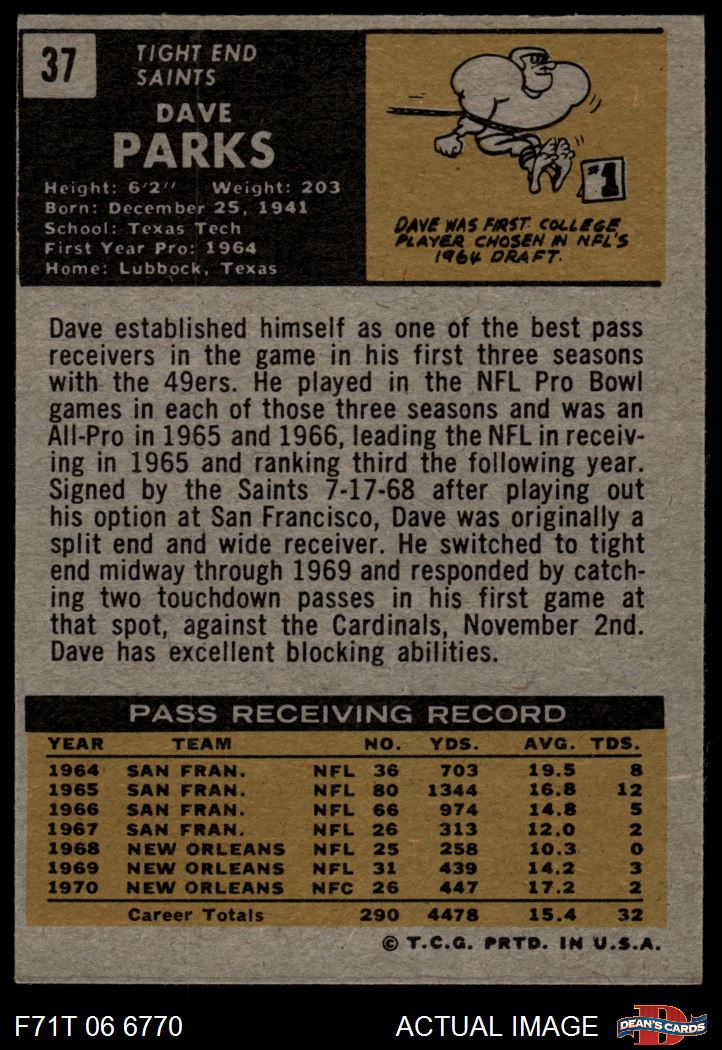 37
TIGHT END
SAINTS
DAVE
PARKS
Height: 6'2" Weight: 203
Born: December 25, 1941
School: Texas Tech
First Year Pro: 1964
Home: Lubbock, Texas
#1
DAVE WAS FIRST COLLEGE
PLAYER CHOSEN IN NFL'S
1964 DRAFT.
Dave established himself as one of the best pass
receivers in the game in his first three seasons
with the 49ers. He played in the NFL Pro Bowl
games in each of those three seasons and was an
All-Pro in 1965 and 1966, leading the NFL in receiv-
ing in 1965 and ranking third the following year.
Signed by the Saints 7-17-68 after playing out
his option at San Francisco, Dave was originally a
split end and wide receiver. He switched to tight
end midway through 1969 and responded by catch-
ing two touchdown passes in his first game at
that spot, against the Cardinals, November 2nd.
Dave has excellent blocking abilities.
PASS RECEIVING RECORD
YEAR TEAM NO. YDS. AVG. TDS.
1964 SAN FRAN. NFL 36 703 19.5 8
1965 SAN FRAN. NFL 80 1344 16.8 12
1966 SAN FRAN. NFL 66 974 14.8 5
1967 SAN FRAN. NFL 26 313 12.0 2
1968 NEW ORLEANS NFL 25 258 10.3 0
1969 NEW ORLEANS NFL 31 439 14.2 3
1970 NEW ORLEANS NFC 26 447 17.2 2
Career Totals 290 4478 15.4 32
© T.C.G. PRTD. IN U.S.A.
F71T 06 6770 ACTUAL IMAGE D DEAN'S CARDS